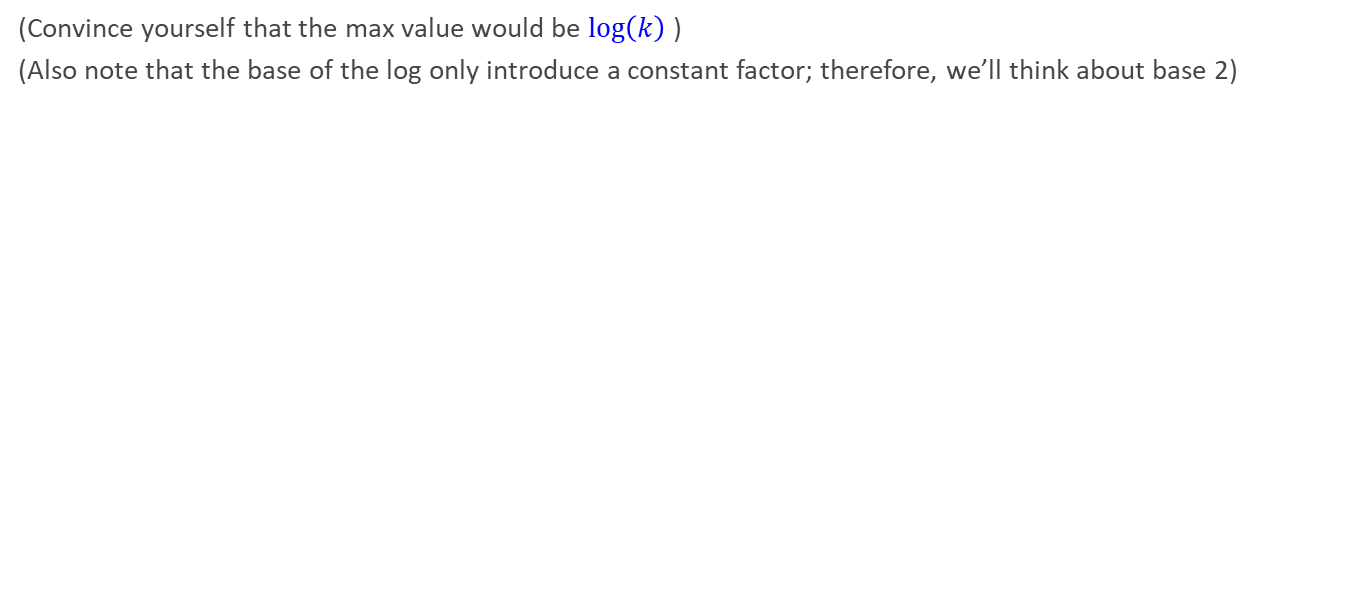 (Convince yourself that the max value would be log(k) )
(Also note that the base of the log only introduce a constant factor; therefore, we’ll think about base 2)